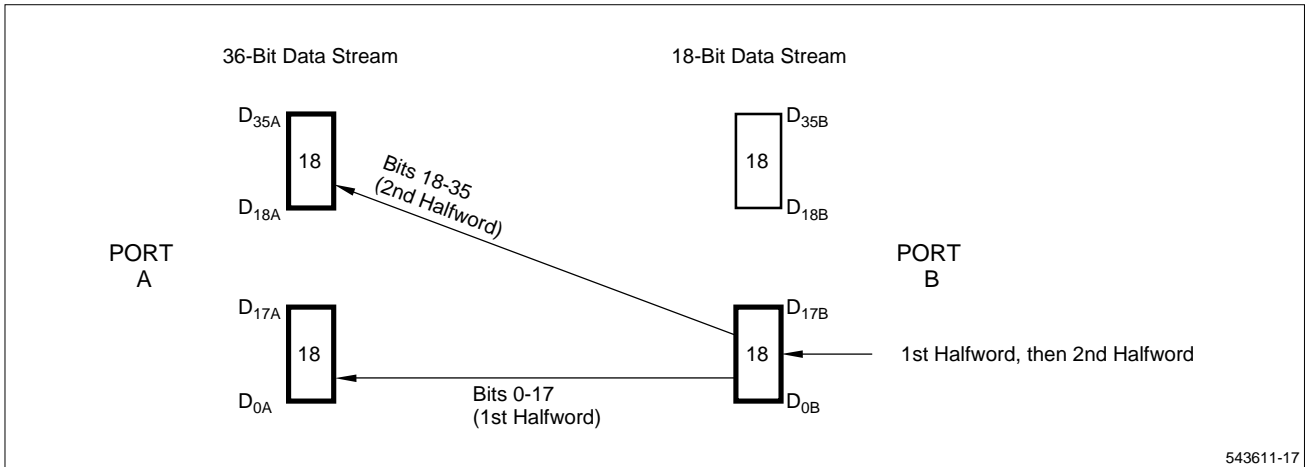 36-Bit Data Stream
18-Bit Data Stream
D35A
D35B
18
18
Bits 18-35
(2nd Halfword)
D18A
D18B
PORT
A
PORT
B
D17A
D17B
18
18
1st Halfword, then 2nd Halfword
Bits 0-17
(1st Halfword)
D0A
D0B
543611-17